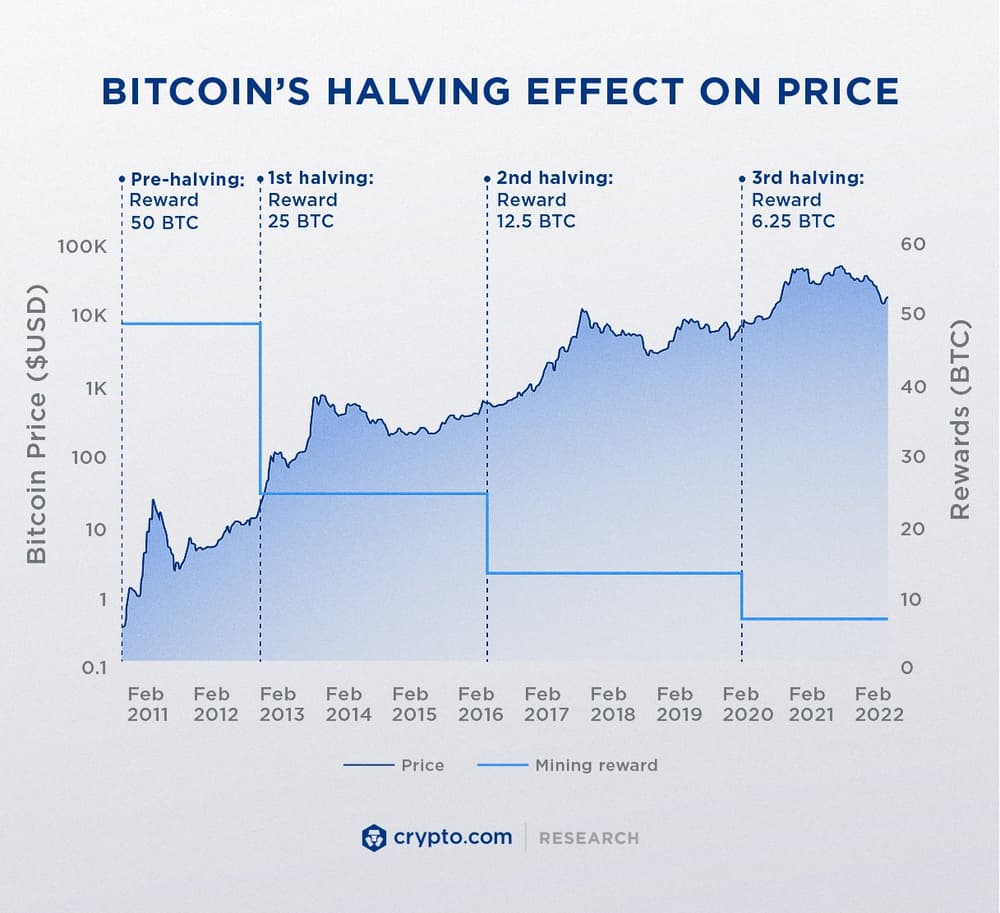 BITCOIN'S HALVING EFFECT ON PRICE
Pre-halving:
Reward
50 BTC
1st halving:
Reward
25 BTC
2nd halving:
Reward
12.5 BTC
3rd halving:
Reward
6.25 BTC
Bitcoin Price ($USD)
100K
10K
1K
100
10
1
0.1
60
50
40
30
20
10
0
Rewards (BTC)
Feb
2011
Feb
2012
Feb
2013
Feb
2014
Feb
2015
Feb
2016
Feb
2017
Feb
2018
Feb
2019
Feb
2020
Feb
2021
Feb
2022
Price
Mining reward
crypto.com
RESEARCH